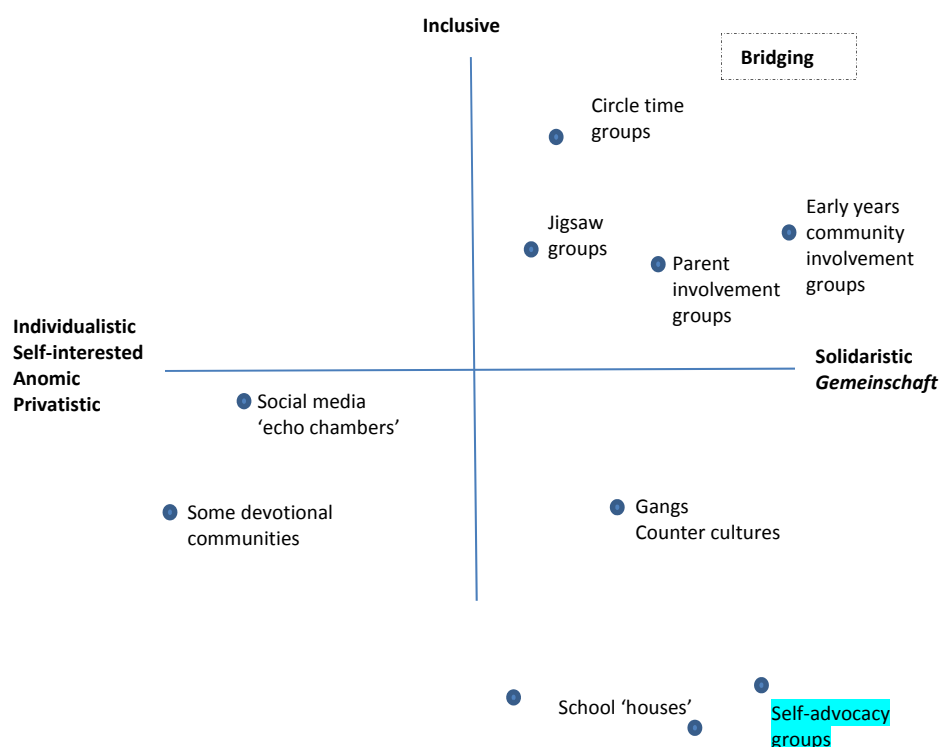 Inclusive
Bridging
Circle time
groups
Jigsaw
groups
Early years
community
involvement
groups
Parent
involvement
groups
Individualistic
Self-interested
Anomic
Privatistic
Solidaristic
Gemeinschaft
Social media
‘echo chambers’
Some devotional
communities
Gangs
Counter cultures
School ‘houses’
Self-advocacy
groups